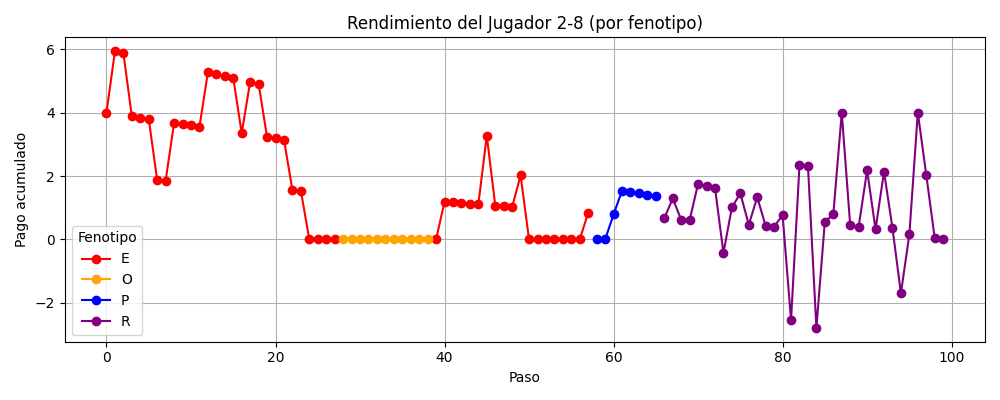 Rendimiento del Jugador 2-8 (por fenotipo)
Pago acumulado
6
4
2
0
−2
Fenotipo
E
O
P
R
0
20
40
60
80
100
Paso